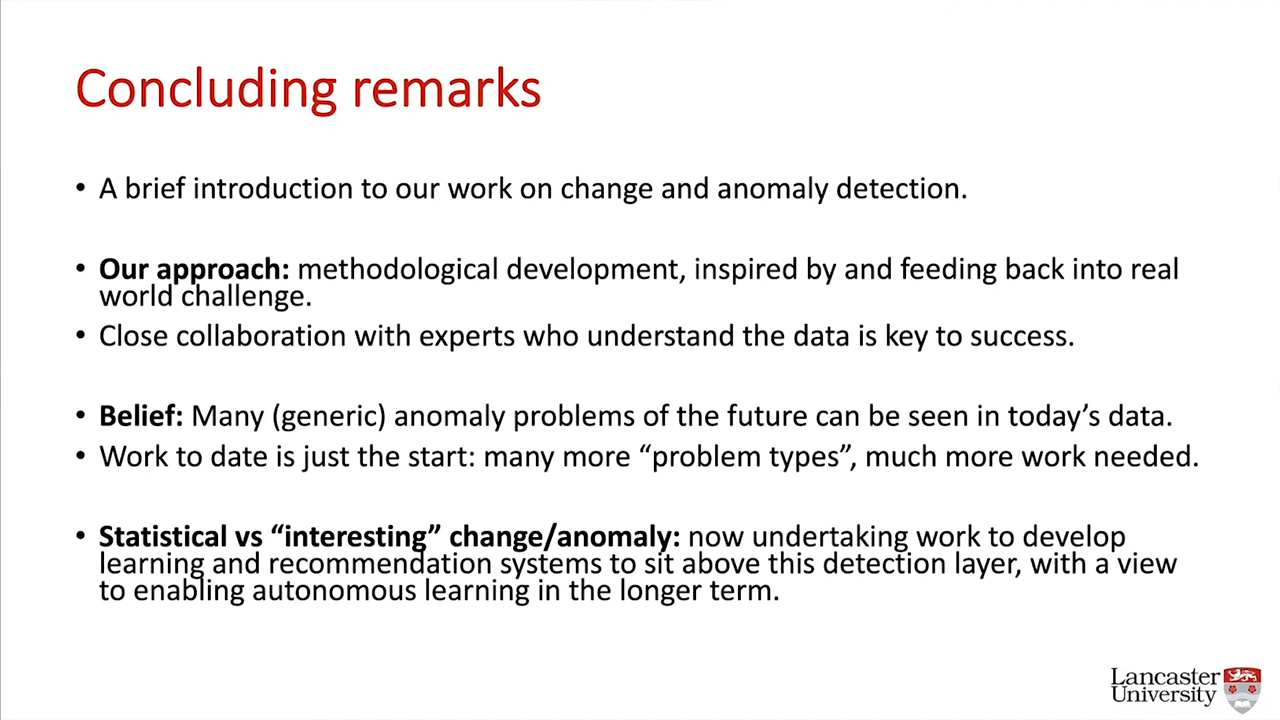 Concluding remarks
• A brief introduction to our work on change and anomaly detection.
• Our approach: methodological development, inspired by and feeding back into real
world challenge.
• Close collaboration with experts who understand the data is key to success.
• Belief: Many (generic) anomaly problems of the future can be seen in today’s data.
• Work to date is just the start: many more “problem types”, much more work needed.
• Statistical vs “interesting” change/anomaly: now undertaking work to develop
learning and recommendation systems to sit above this detection layer, with a view
to enabling autonomous learning in the longer term.
Lancaster
University